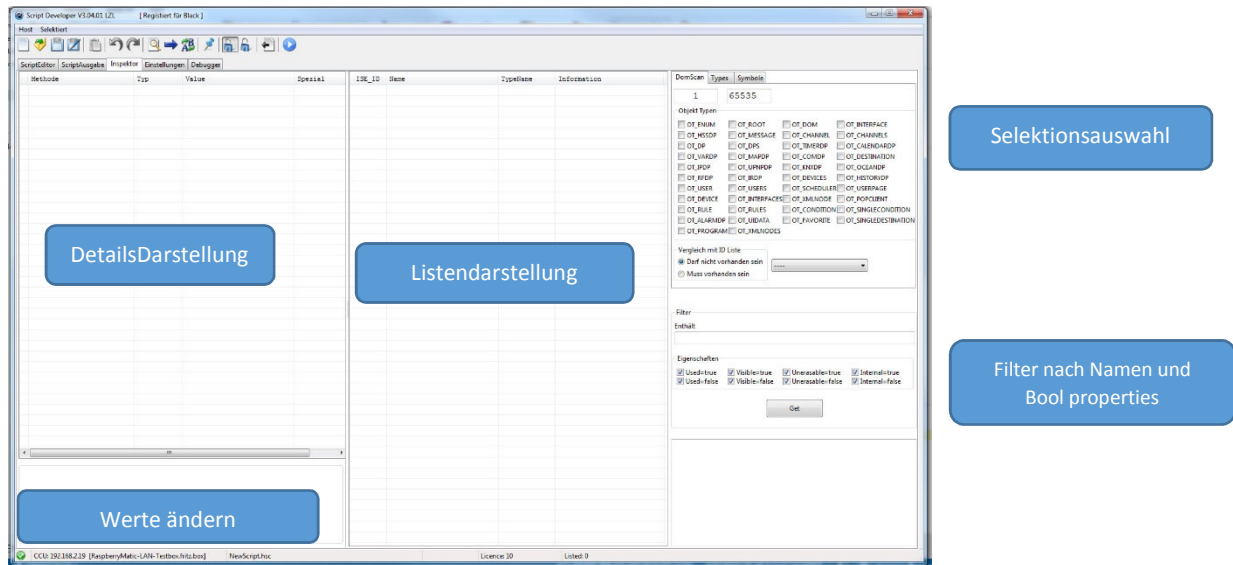 Script Developer V3.04.01 LZL [ Registiert für Black ]
Host Selektiert
ScriptEditor ScriptAusgabe Inspektor Einstellungen Debugger
Methode Typ Value Spezial
ISE_ID Name TypeName Information
DomScan Types Symbole
1 65535
Objekt Typen
OT_ENUM OT_ROOT OT_DOM OT_INTERFACE
OT_HSSDP OT_MESSAGE OT_CHANNEL OT_CHANNELS
OT_DP OT_DPS OT_TIMERDP OT_CALENDARDP
OT_VARDP OT_MAPDP OT_COMDP OT_DESTINATION
OT_IPDP OT_UPNPDP OT_KNXDP OT_OCEANDP
OT_RFDP OT_IRDP OT_DEVICES OT_HISTORYDP
OT_USER OT_USERS OT_SCHEDULER OT_USERPAGE
OT_DEVICE OT_INTERFACES OT_XMLNODE OT_POPCLIENT
OT_RULE OT_RULES OT_CONDITION OT_SINGLECONDITION
OT_ALARMDP OT_UIDATA OT_FAVORITE OT_SINGLEDESTINATION
OT_PROGRAM OT_XMLNODES
Vergleich mit ID Liste
Darf nicht vorhanden sein
----
Muss vorhanden sein
Filter
Enthält
Eigenschaften
Used=true Visible=true Unerasable=true Internal=true
Used=false Visible=false Unerasable=false Internal=false
Get
DetailsDarstellung
Listendarstellung
Werte ändern
Selektionsauswahl
Filter nach Namen und
Bool properties
CCU: 192.168.2.19 [RaspberryMatic-LAN-Testbox.fritz.box] NewScript.hsc Licence: 10 Listed: 0